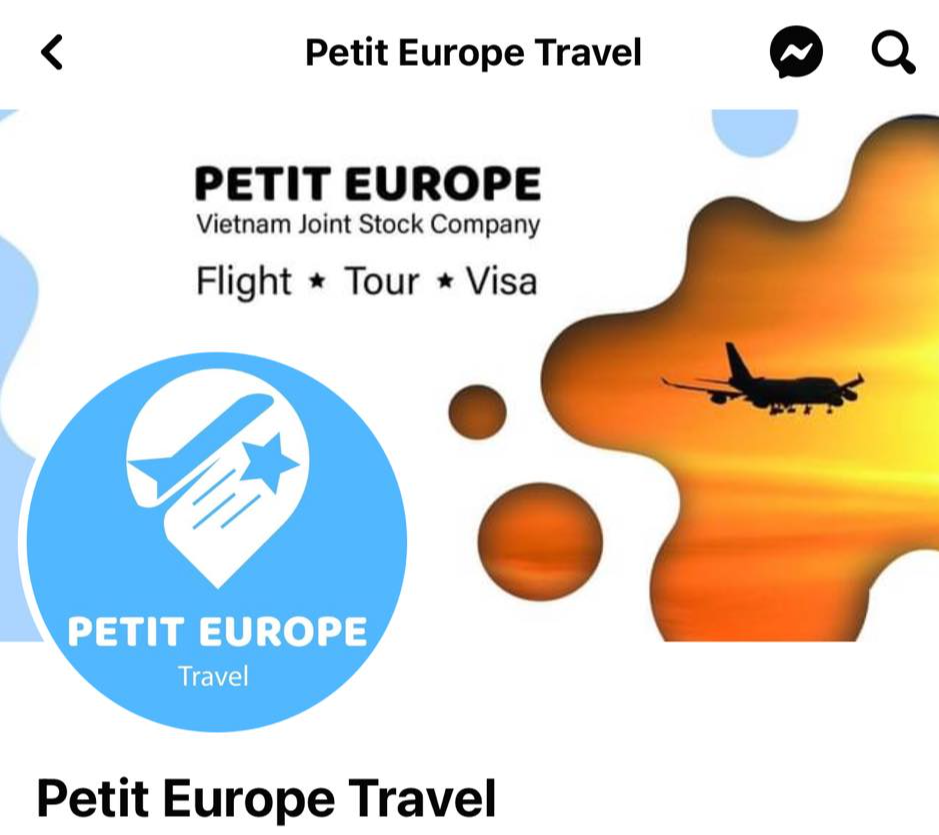 Petit Europe Travel
PETIT EUROPE
Vietnam Joint Stock Company
Flight ★ Tour ★ Visa
PETIT EUROPE
Travel
Petit Europe Travel